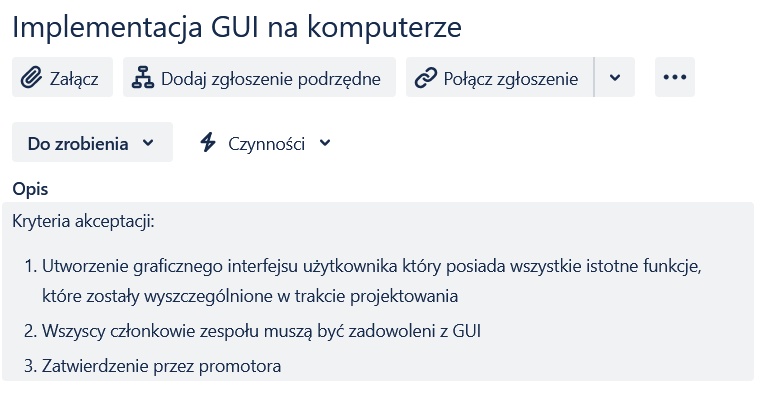 Implementacja GUI na komputerze
Załącz
Dodaj zgłoszenie podrzędne
Połącz zgłoszenie
Do zrobienia
Czynności
Opis
Kryteria akceptacji:
1. Utworzenie graficznego interfejsu użytkownika który posiada wszystkie istotne funkcje,
które zostały wyszczególnione w trakcie projektowania
2. Wszyscy członkowie zespołu muszą być zadowoleni z GUI
3. Zatwierdzenie przez promotora